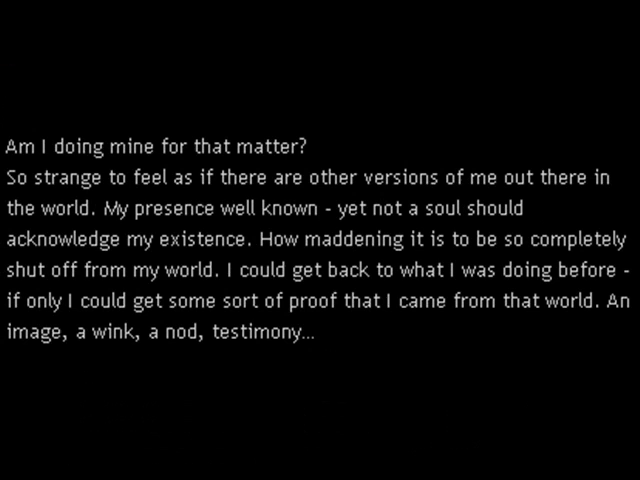 Am I doing mine for that matter?
So strange to feel as if there are other versions of me out there in
the world. My presence well known - yet not a soul should
acknowledge my existence. How maddening it is to be so completely
shut off from my world. I could get back to what I was doing before -
if only I could get some sort of proof that I came from that world. An
image, a wink, a nod, testimony...